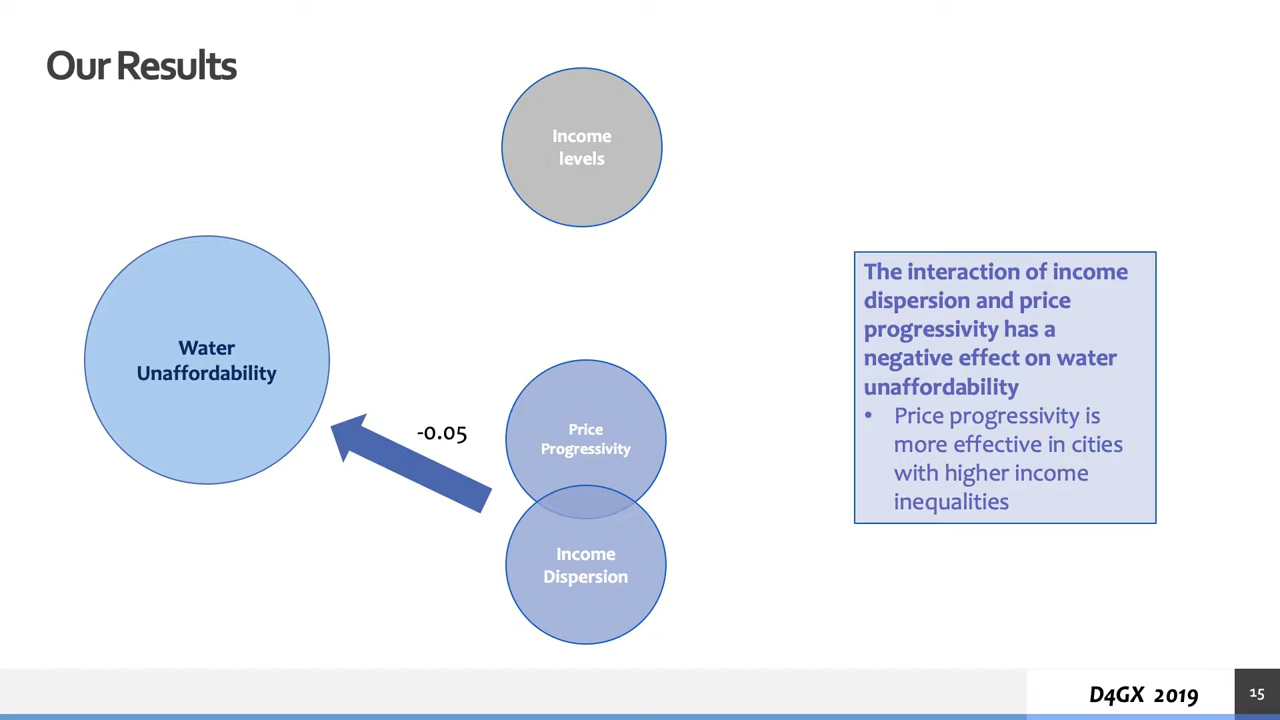 Our Results
Income
levels
Water
Unaffordability
-0.05
Price
Progressivity
Income
Dispersion
The interaction of income
dispersion and price
progressivity has a
negative effect on water
unaffordability
• Price progressivity is
more effective in cities
with higher income
inequalities
D4GX 2019
15